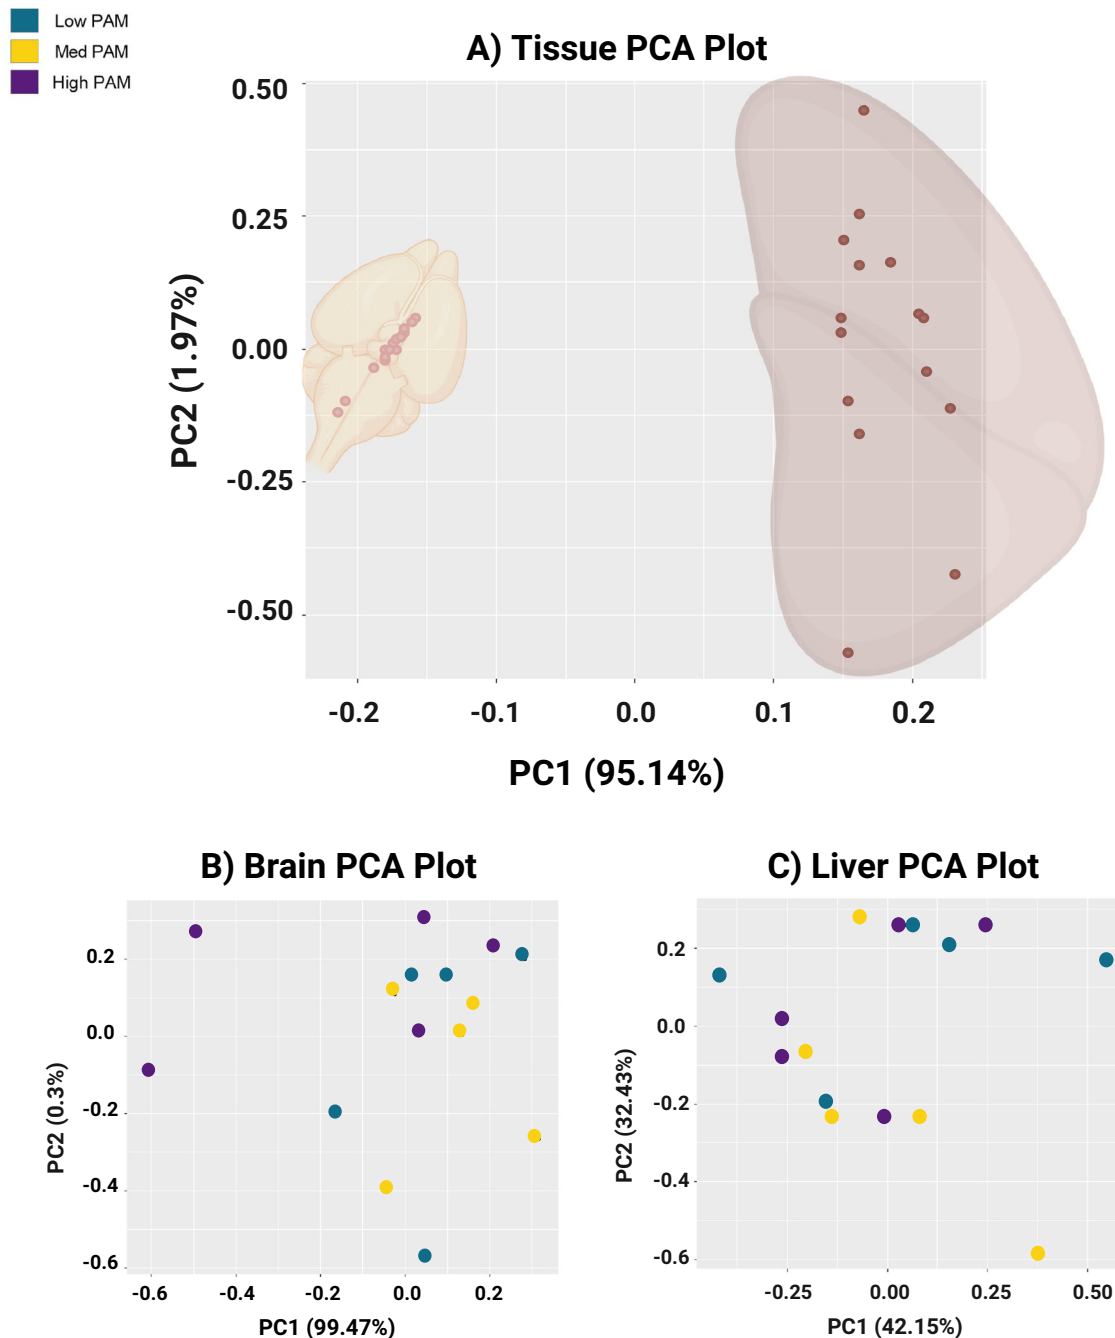 Low PAM
Med PAM
High PAM
A) Tissue PCA Plot
0.50
0.25
0.00
-0.25
-0.50
PC2 (1.97%)
-0.2
-0.1
0.0
0.1
0.2
PC1 (95.14%)
B) Brain PCA Plot
0.2
0.0
-0.2
-0.4
-0.6
PC2 (0.3%)
-0.6
-0.4
-0.2
0.0
0.2
PC1 (99.47%)
C) Liver PCA Plot
0.2
0.0
-0.2
-0.4
-0.6
PC2 (32.43%)
-0.25
0.00
0.25
0.50
PC1 (42.15%)